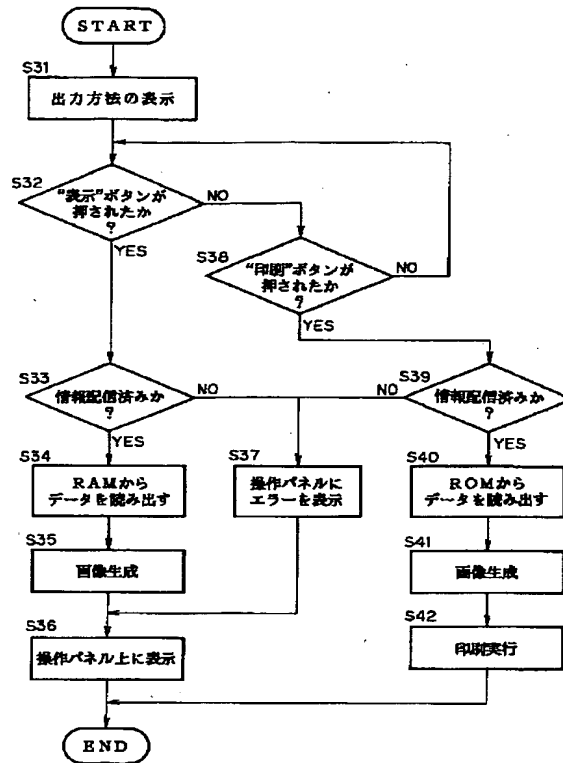 START
S31
出力方法の表示
S32
“表示”ボタンが
押されたか
?
NO
YES
S38
“印刷”ボタンが
押されたか
?
NO
YES
S33
情報配信済みか
?
NO
YES
S39
情報配信済みか
?
NO
YES
S34
RAMから
データを読み出す
S37
操作パネルに
エラーを表示
S40
ROMから
データを読み出す
S35
画像生成
S41
画像生成
S36
操作パネル上に表示
S42
印刷実行
END